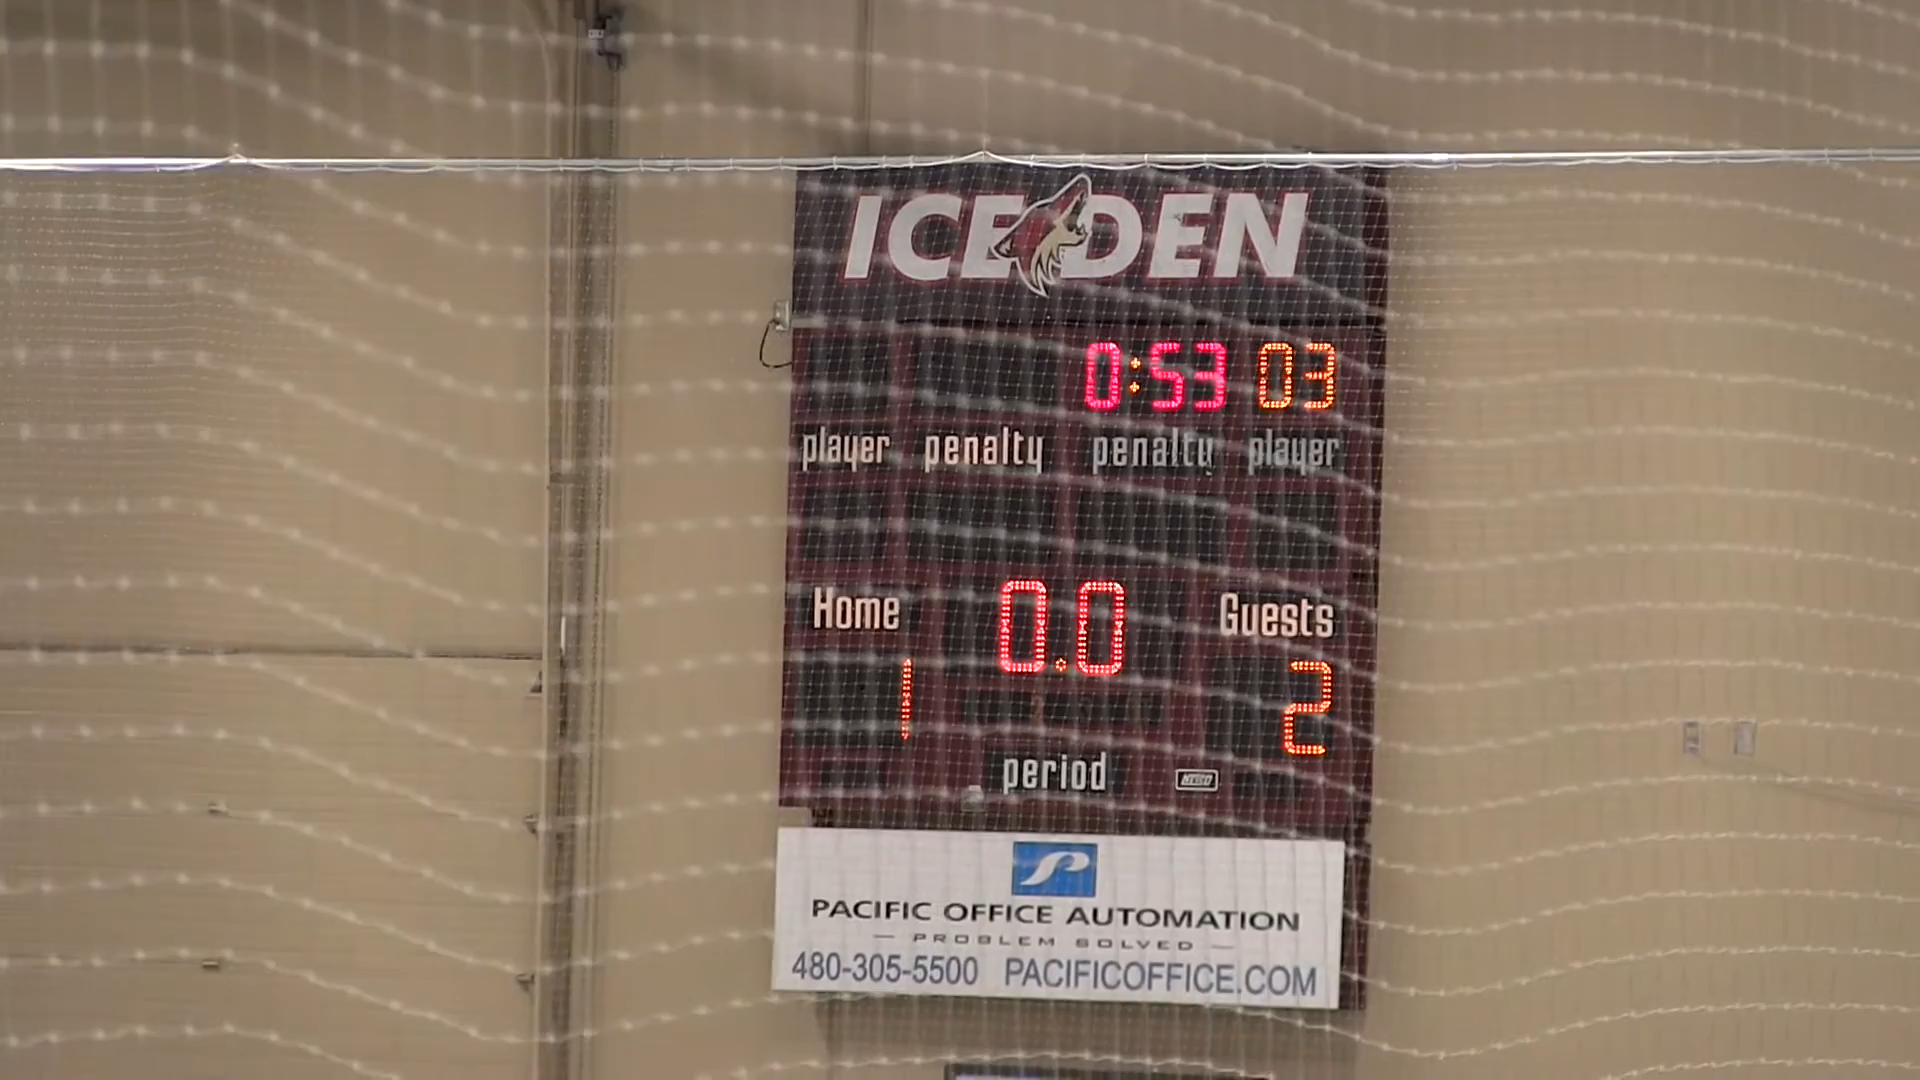 ICE DEN
0:53 03
player penalty penalty player
Home 0.0 Guests
1 2
period
PACIFIC OFFICE AUTOMATION
— PROBLEM SOLVED —
480-305-5500 PACIFICOFFICE.COM